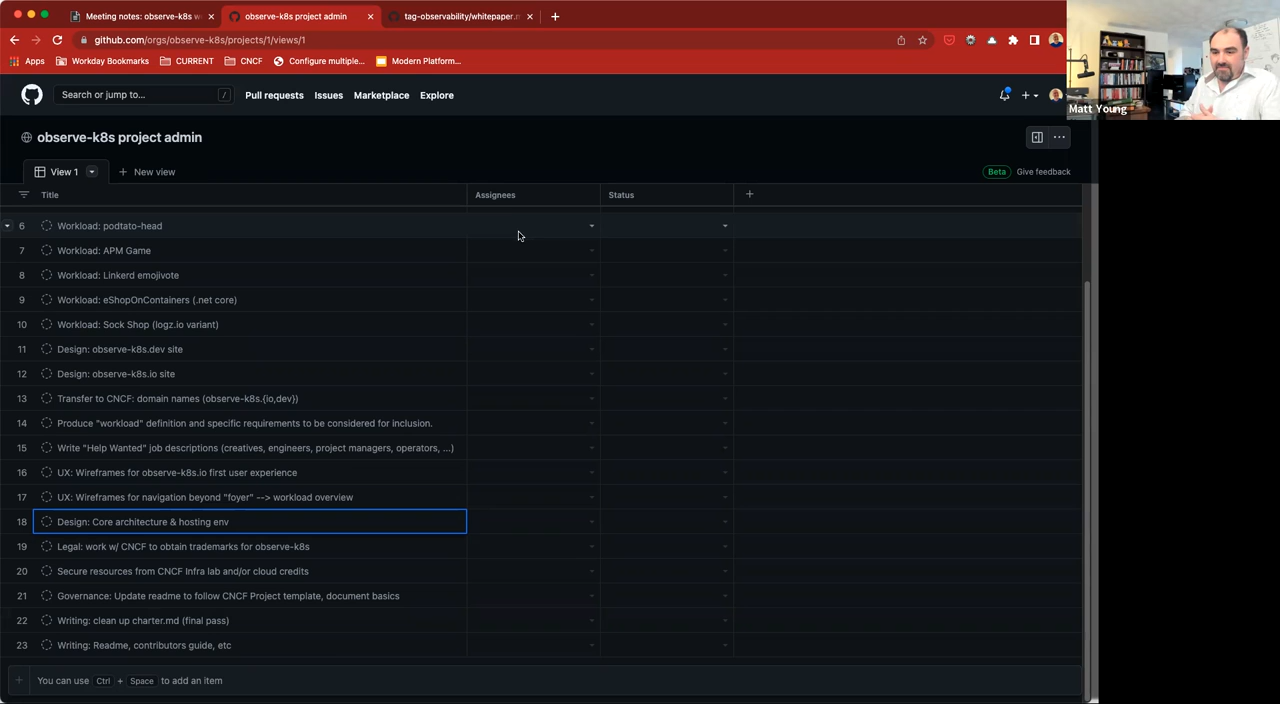 Meeting notes: observe-k8s w
observe-k8s project admin
tag-observability/whitepaper.m
github.com/orgs/observe-k8s/projects/1/views/1
Apps
Workday Bookmarks
CURRENT
CNCF
Configure multiple...
Modern Platform...
Matt Young
Search or jump to...
/
Pull requests
Issues
Marketplace
Explore
observe-k8s project admin
View 1
New view
Beta
Give feedback
Title
Assignees
Status
6 Workload: podtato-head
7 Workload: APM Game
8 Workload: Linkerd emojivote
9 Workload: eShopOnContainers (.net core)
10 Workload: Sock Shop (logz.io variant)
11 Design: observe-k8s.dev site
12 Design: observe-k8s.io site
13 Transfer to CNCF: domain names (observe-k8s.{io,dev})
14 Produce "workload" definition and specific requirements to be considered for inclusion.
15 Write "Help Wanted" job descriptions (creatives, engineers, project managers, operators, ...)
16 UX: Wireframes for observe-k8s.io first user experience
17 UX: Wireframes for navigation beyond "foyer" --> workload overview
18 Design: Core architecture & hosting env
19 Legal: work w/ CNCF to obtain trademarks for observe-k8s
20 Secure resources from CNCF Infra lab and/or cloud credits
21 Governance: Update readme to follow CNCF Project template, document basics
22 Writing: clean up charter.md (final pass)
23 Writing: Readme, contributors guide, etc
You can use Ctrl + Space to add an item